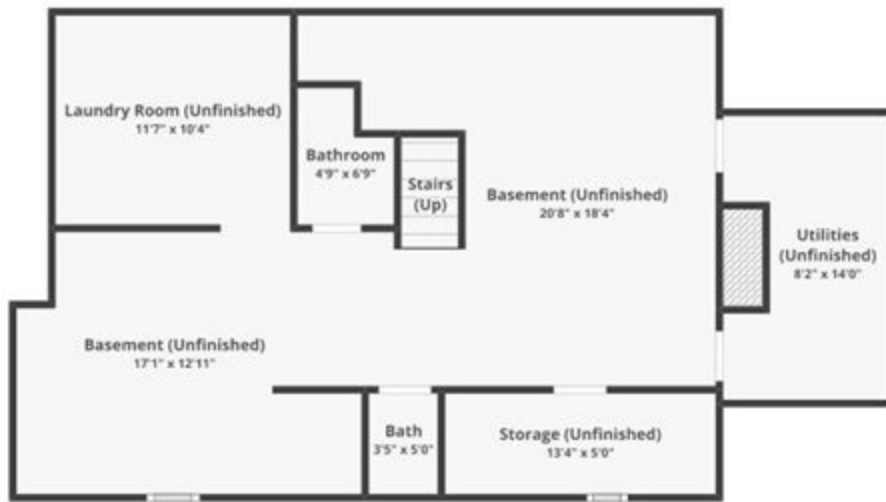 Laundry Room (Unfinished)
11'7" x 10'4"
Bathroom
4'9" x 6'9"
Stairs
(Up)
Basement (Unfinished)
20'8" x 18'4"
Utilities
(Unfinished)
8'2" x 14'0"
Basement (Unfinished)
17'1" x 12'11"
Bath
3'5" x 5'0"
Storage (Unfinished)
13'4" x 5'0"